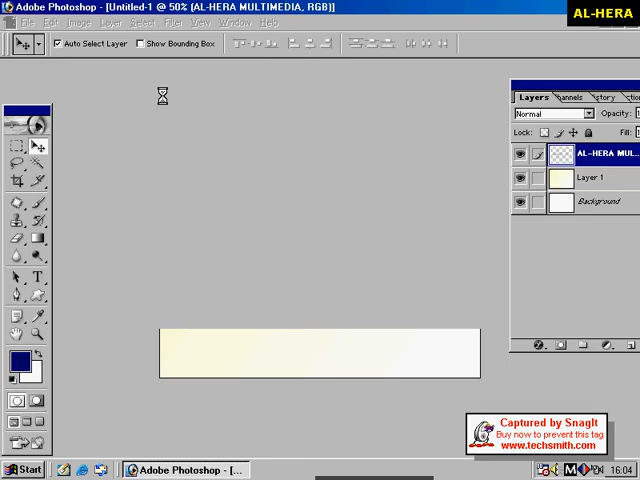 Adobe Photoshop - [Untitled-1 @ 50% (AL-HERA MULTIMEDIA, RGB)]
AL-HERA
File Edit Image Layer Select Filter View Window Help
Auto Select Layer Show Bounding Box
Layers Channels History
Normal Opacity:
Lock: Fill:
AL-HERA MUL...
Layer 1
Background
Captured by SnagIt
Buy now to prevent this tag
www.techsmith.com
Start Adobe Photoshop - [... 16:04